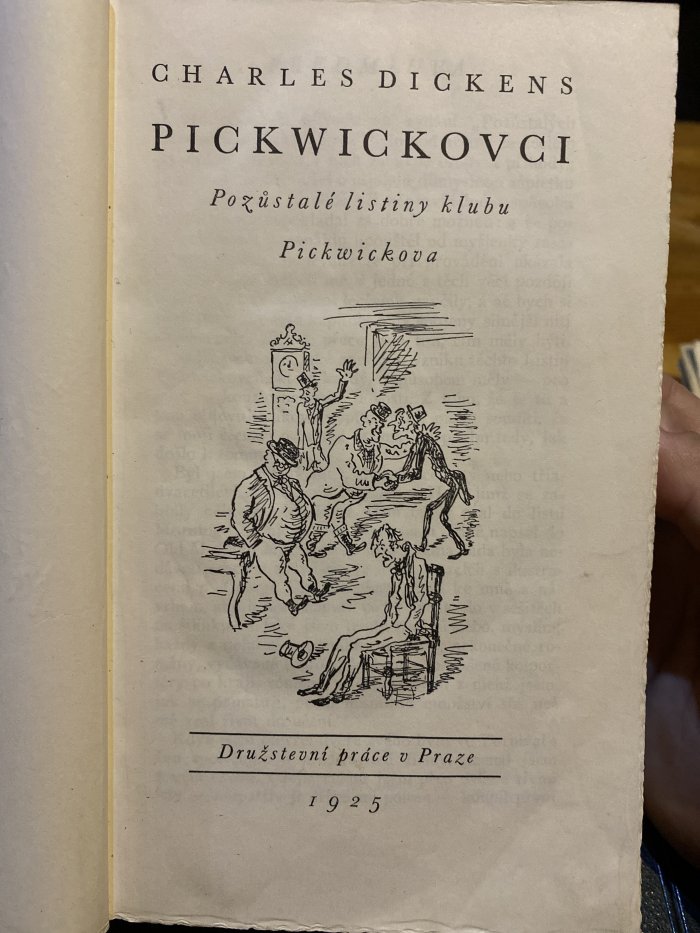 CHARLES DICKENS
PICKWICKOVCI
Pozůstalé listiny klubu
Pickwickova
Družstevní práce v Praze
1925